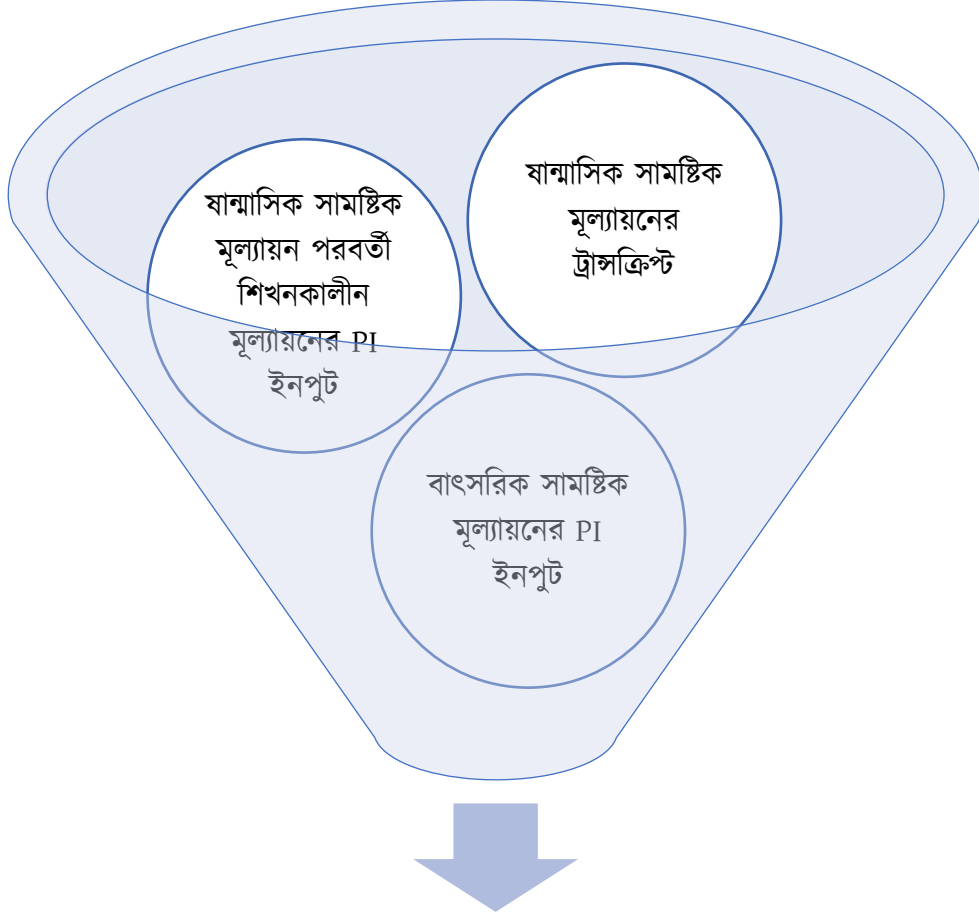 ষান্মাসিক সামষ্টিক
মূল্যায়ন পরবর্তী
শিখনকালীন
মূল্যায়নের PI
ইনপুট
ষান্মাসিক সামষ্টিক
মূল্যায়নের
ট্রান্সক্রিপ্ট
বাৎসরিক সামষ্টিক
মূল্যায়নের PI
ইনপুট